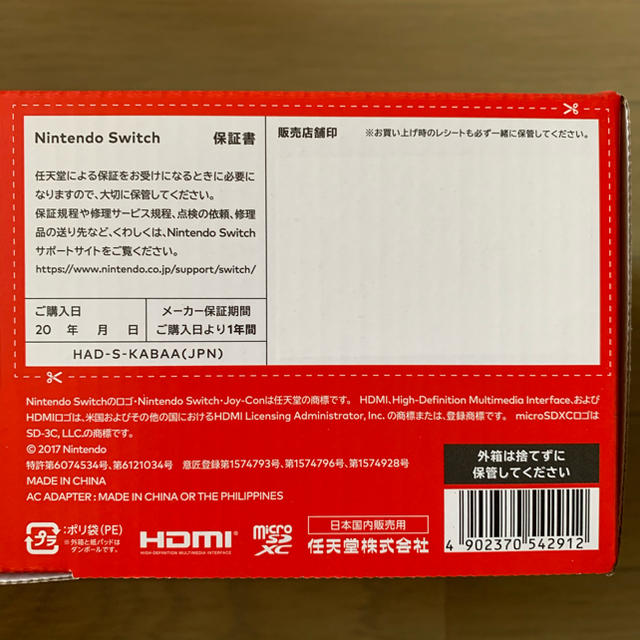 Nintendo Switch 保証書
任天堂による保証をお受けになるときに必要に
なりますので、大切に保管してください。
保証規程や修理サービス規程、点検の依頼、修理
品の送り先など、くわしくは、Nintendo Switch
サポートサイトをご覧ください。
https://www.nintendo.co.jp/support/switch/
ご購入日
20 年 月 日
メーカー保証期間
ご購入日より1年間
HAD-S-KABAA(JPN)
販売店舗印 ※お買い上げ時のレシートも必ず一緒に保管してください。
Nintendo Switchのロゴ・Nintendo Switch・Joy-Conは任天堂の商標です。 HDMI、High-Definition Multimedia Interface、および
HDMIロゴは、米国およびその他の国におけるHDMI Licensing Administrator, Inc. の商標または、登録商標です。 microSDXCロゴは
SD-3C, LLC.の商標です。
© 2017 Nintendo
特許第6074534号、第6121034号 意匠登録第1574793号、第1574796号、第1574928号
MADE IN CHINA
AC ADAPTER : MADE IN CHINA OR THE PHILIPPINES
プラ
:ポリ袋(PE)
※外箱と紙パッドは
ダンボールです。
HDMI
HIGH-DEFINITION MULTIMEDIA INTERFACE
micro
SD
XC
日本国内販売用
任天堂株式会社
外箱は捨てずに
保管してください
4 902370 542912